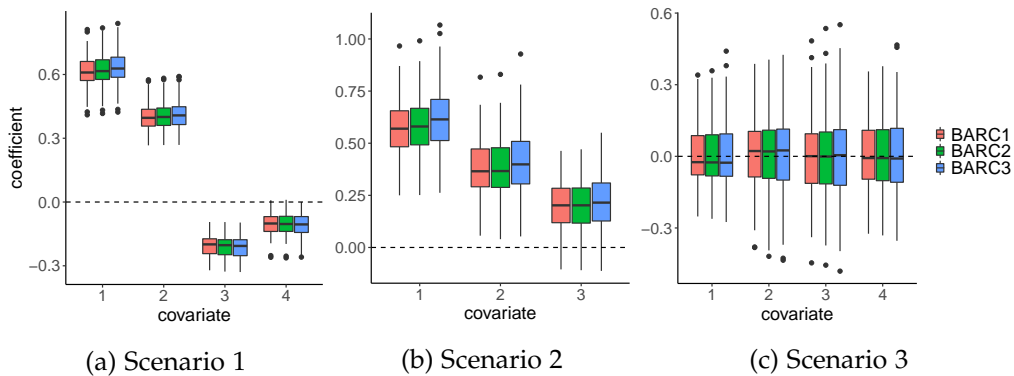 coefficient
0.6
0.3
0.0
−0.3
1 2 3 4
covariate
(a) Scenario 1
1.00
0.75
0.50
0.25
0.00
1 2 3
covariate
(b) Scenario 2
0.6
0.3
0.0
−0.3
1 2 3 4
covariate
(c) Scenario 3
BARC1
BARC2
BARC3